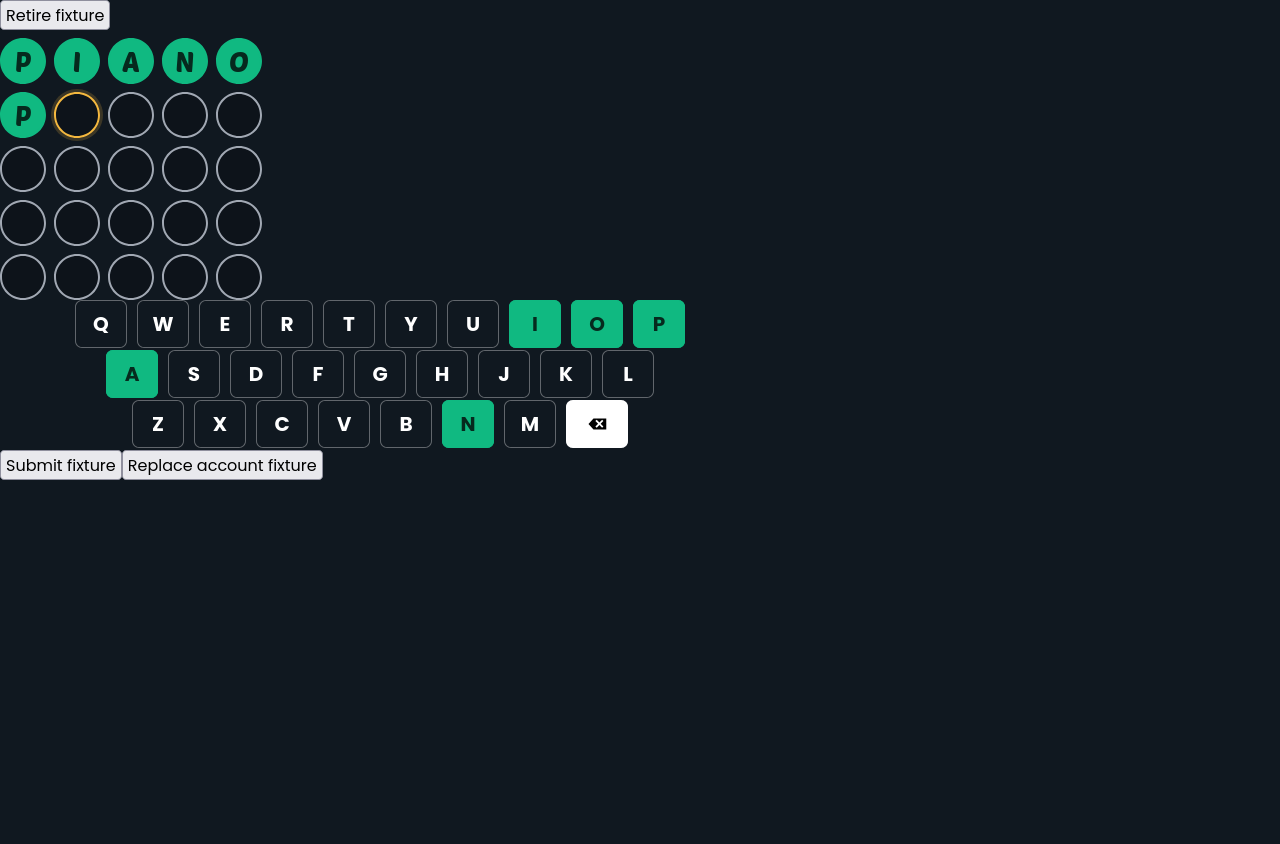 Retire fixture
P I A N O
P
Q W E R T Y U I O P
A S D F G H J K L
Z X C V B N M
Submit fixture Replace account fixture